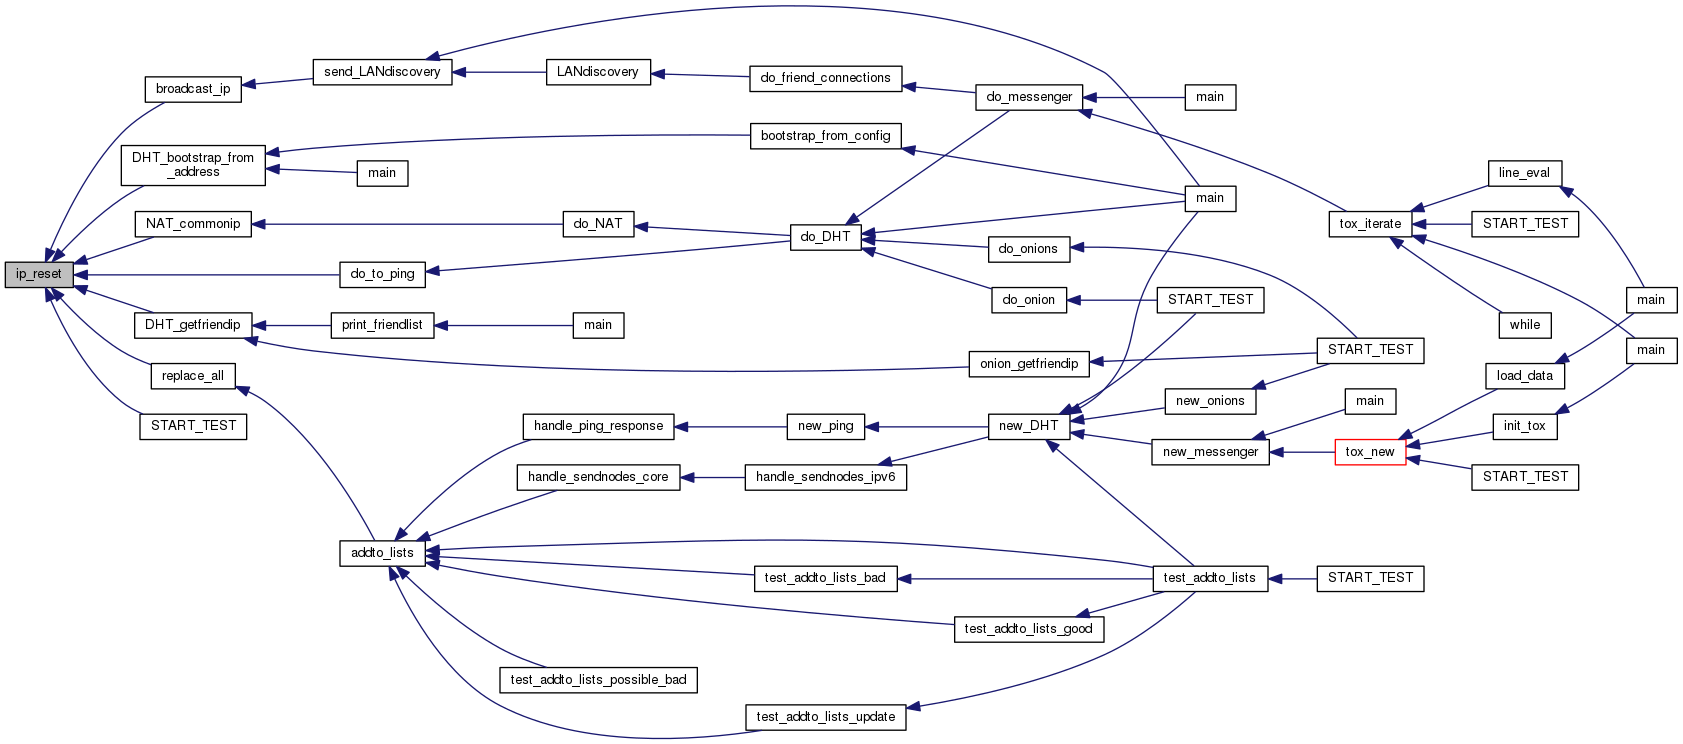 ip_reset
broadcast_ip
send_LANdiscovery
LANdiscovery
do_friend_connections
do_messenger
main
DHT_bootstrap_from
_address
main
bootstrap_from_config
main
NAT_commonip
do_NAT
do_DHT
do_onions
do_to_ping
do_onion
START_TEST
DHT_getfriendip
print_friendlist
main
onion_getfriendip
START_TEST
replace_all
START_TEST
tox_iterate
line_eval
START_TEST
while
main
main
load_data
init_tox
START_TEST
handle_ping_response
new_ping
new_DHT
new_onions
main
new_messenger
tox_new
handle_sendnodes_core
handle_sendnodes_ipv6
addto_lists
test_addto_lists_bad
test_addto_lists
START_TEST
test_addto_lists_good
test_addto_lists_possible_bad
test_addto_lists_update